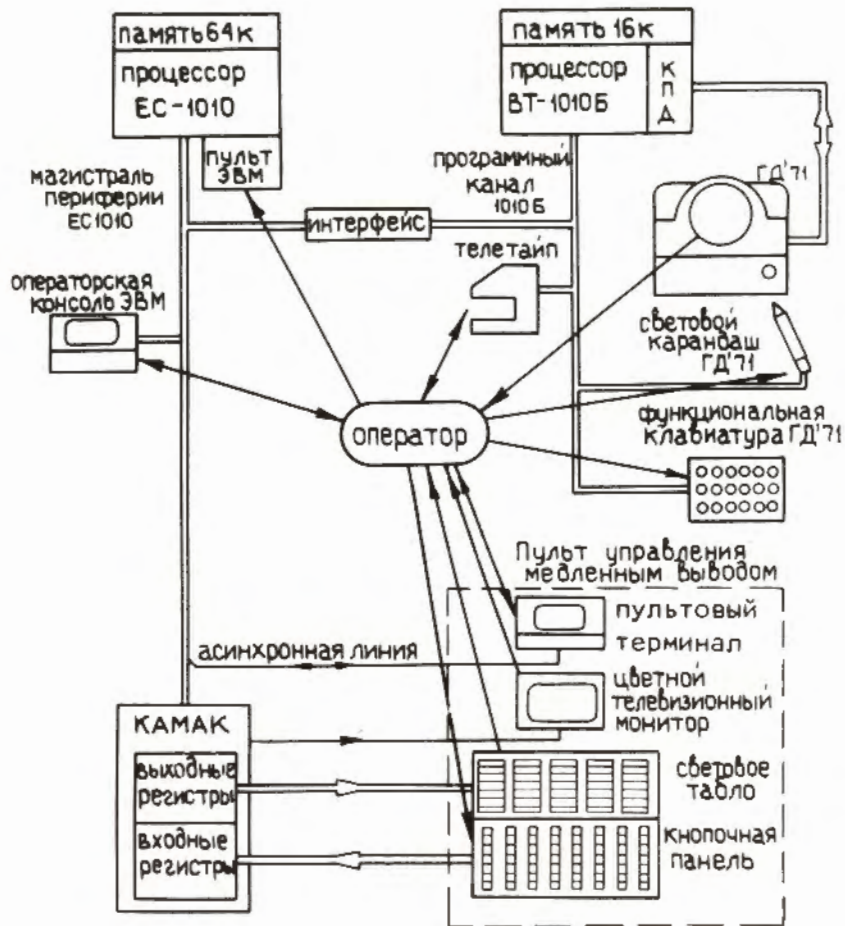 память 64к
процессор
ЕС-1010
пульт
ЭВМ
память 16к
процессор
ВТ-1010Б
КПД
магистраль
периферии
ЕС1010
программный
канал
1010Б
интерфейс
ГД'71
телетайп
операторская
консоль ЭВМ
световой
карандаш
ГД'71
оператор
функциональная
клавиатура ГД'71
Пульт управления
медленным выводом
пультовый
терминал
асинхронная линия
цветной
телевизионный
монитор
КАМАК
выходные
регистры
световое
табло
входные
регистры
кнопочная
панель